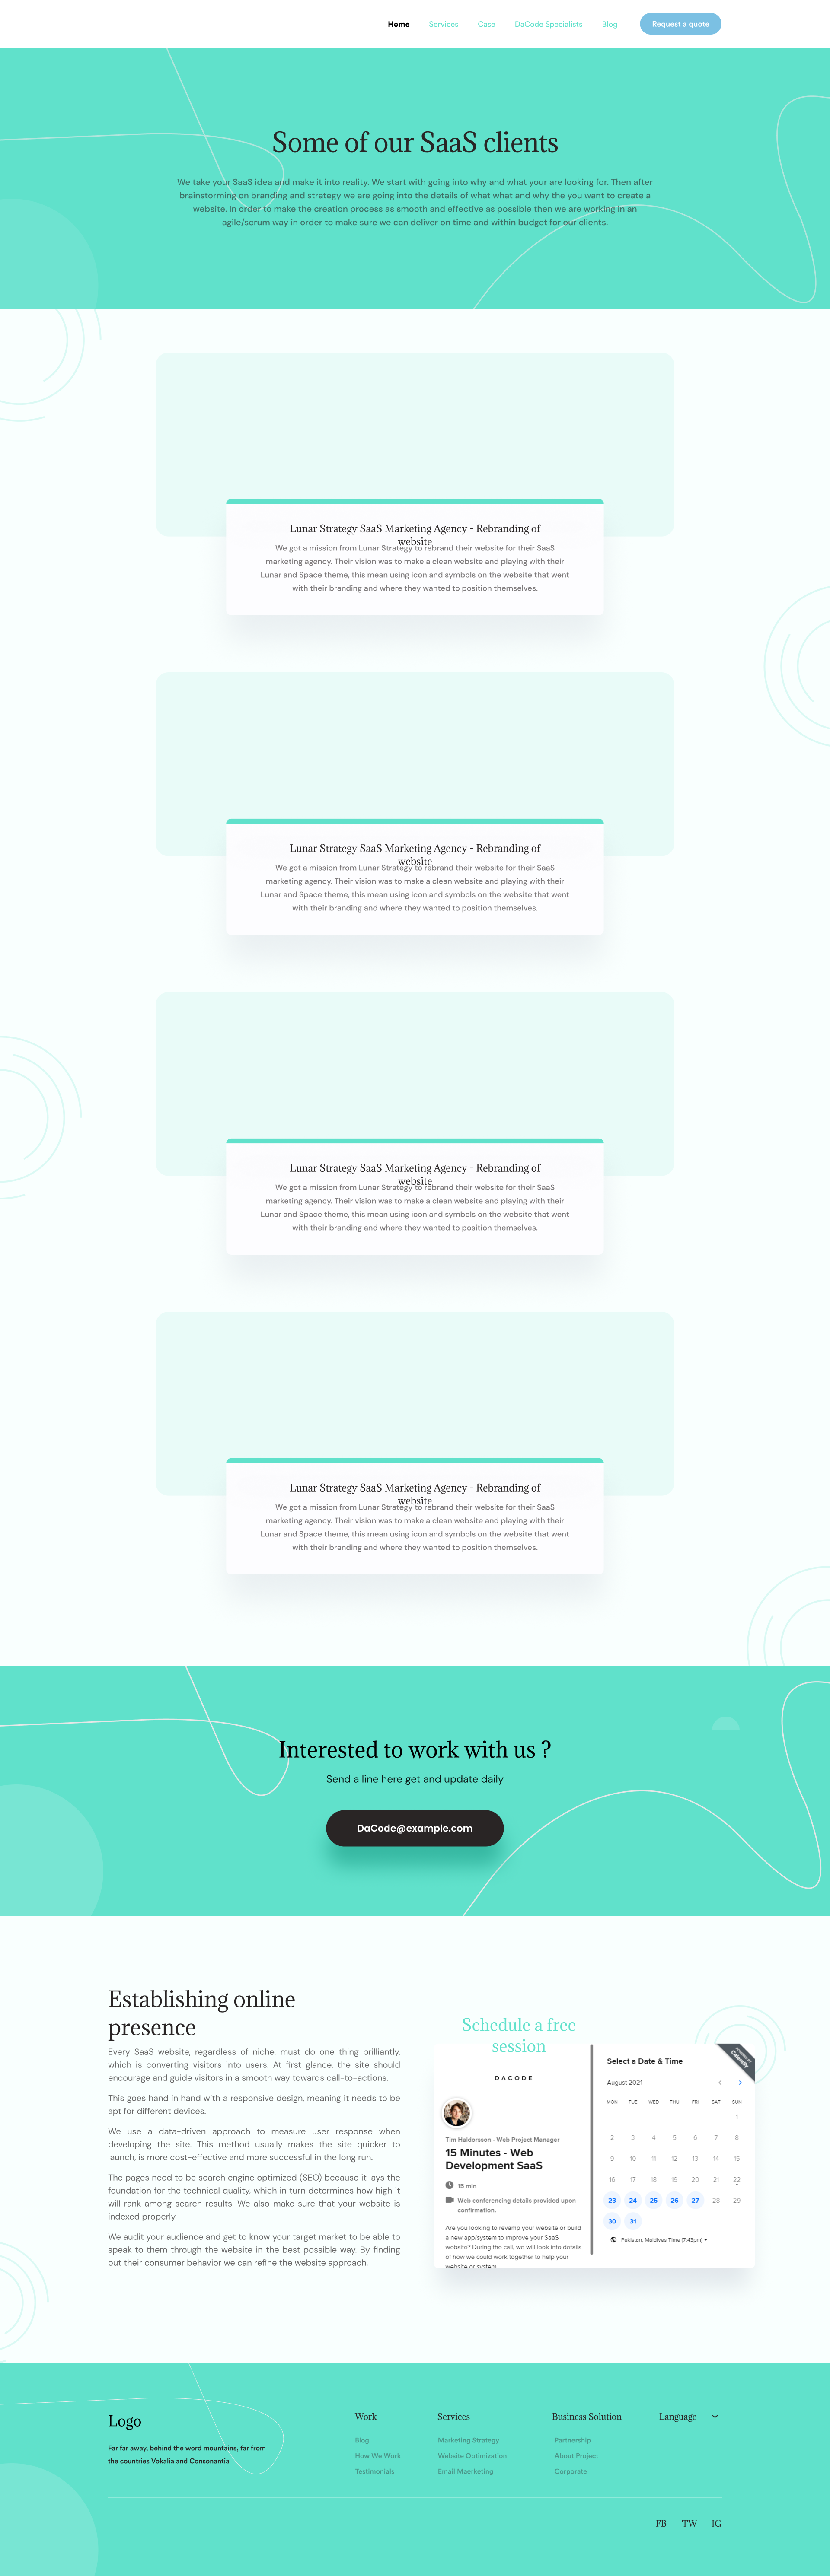 Home Services Case DaCode Specialists Blog Request a quote
Some of our SaaS clients
We take your SaaS idea and make it into reality. We start with going into why and what your are looking for. Then after
brainstorming on branding and strategy we are going into the details of what what and why the you want to create a
website. In order to make the creation process as smooth and effective as possible then we are working in an
agile/scrum way in order to make sure we can deliver on time and within budget for our clients.
Lunar Strategy SaaS Marketing Agency - Rebranding of
website
We got a mission from Lunar Strategy to rebrand their website for their SaaS
marketing agency. Their vision was to make a clean website and playing with their
Lunar and Space theme, this mean using icon and symbols on the website that went
with their branding and where they wanted to position themselves.
Lunar Strategy SaaS Marketing Agency - Rebranding of
website
We got a mission from Lunar Strategy to rebrand their website for their SaaS
marketing agency. Their vision was to make a clean website and playing with their
Lunar and Space theme, this mean using icon and symbols on the website that went
with their branding and where they wanted to position themselves.
Lunar Strategy SaaS Marketing Agency - Rebranding of
website
We got a mission from Lunar Strategy to rebrand their website for their SaaS
marketing agency. Their vision was to make a clean website and playing with their
Lunar and Space theme, this mean using icon and symbols on the website that went
with their branding and where they wanted to position themselves.
Lunar Strategy SaaS Marketing Agency - Rebranding of
website
We got a mission from Lunar Strategy to rebrand their website for their SaaS
marketing agency. Their vision was to make a clean website and playing with their
Lunar and Space theme, this mean using icon and symbols on the website that went
with their branding and where they wanted to position themselves.
Interested to work with us ?
Send a line here get and update daily
DaCode@example.com
Establishing online
presence
Every SaaS website, regardless of niche, must do one thing brilliantly,
which is converting visitors into users. At first glance, the site should
encourage and guide visitors in a smooth way towards call-to-actions.
This goes hand in hand with a responsive design, meaning it needs to be
apt for different devices.
We use a data-driven approach to measure user response when
developing the site. This method usually makes the site quicker to
launch, is more cost-effective and more successful in the long run.
The pages need to be search engine optimized (SEO) because it lays the
foundation for the technical quality, which in turn determines how high it
will rank among search results. We also make sure that your website is
indexed properly.
We audit your audience and get to know your target market to be able to
speak to them through the website in the best possible way. By finding
out their consumer behavior we can refine the website approach.
Schedule a free
session
DACODE
Tim Haldorsson - Web Project Manager
15 Minutes - Web
Development SaaS
15 min
Web conferencing details provided upon
confirmation.
Are you looking to revamp your website or build
a new app/system to improve your SaaS
website? During the call, we will look into details
of how we could work together to help your
website or system.
Select a Date & Time
Calendly
August 2021
MON TUE WED THU FRI SAT SUN
1
2 3 4 5 6 7 8
9 10 11 12 13 14 15
16 17 18 19 20 21 22
23 24 25 26 27 28 29
30 31
Pakistan, Maldives Time (7:43pm)
Logo
Far far away, behind the word mountains, far from
the countries Vokalia and Consonantia
Work
Blog
How We Work
Testimonials
Services
Marketing Strategy
Website Optimization
Email Maerketing
Business Solution
Partnership
About Project
Corporate
Language
FB TW IG